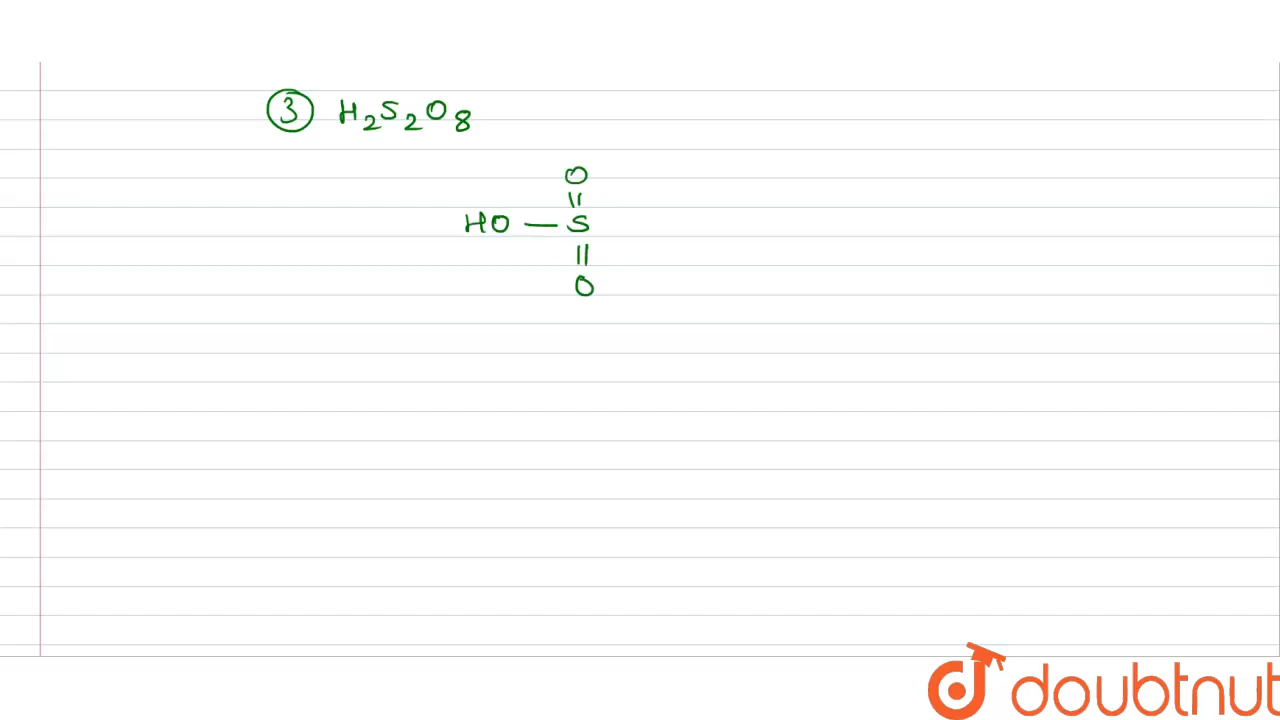 ③ H₂S₂O₈
O
||
HO — S
||
O
doubtnut